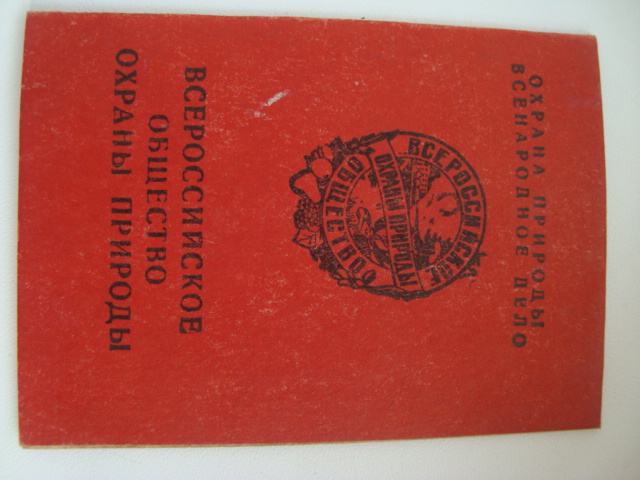 ОХРАНА ПРИРОДЫ
ВСЕНАРОДНОЕ ДЕЛО
ВСЕРОССИЙСКОЕ
ОБЩЕСТВО
ОХРАНЫ ПРИРОДЫ
ВСЕРОССИЙСКОЕ
ОБЩЕСТВО
ОХРАНЫ ПРИРОДЫ